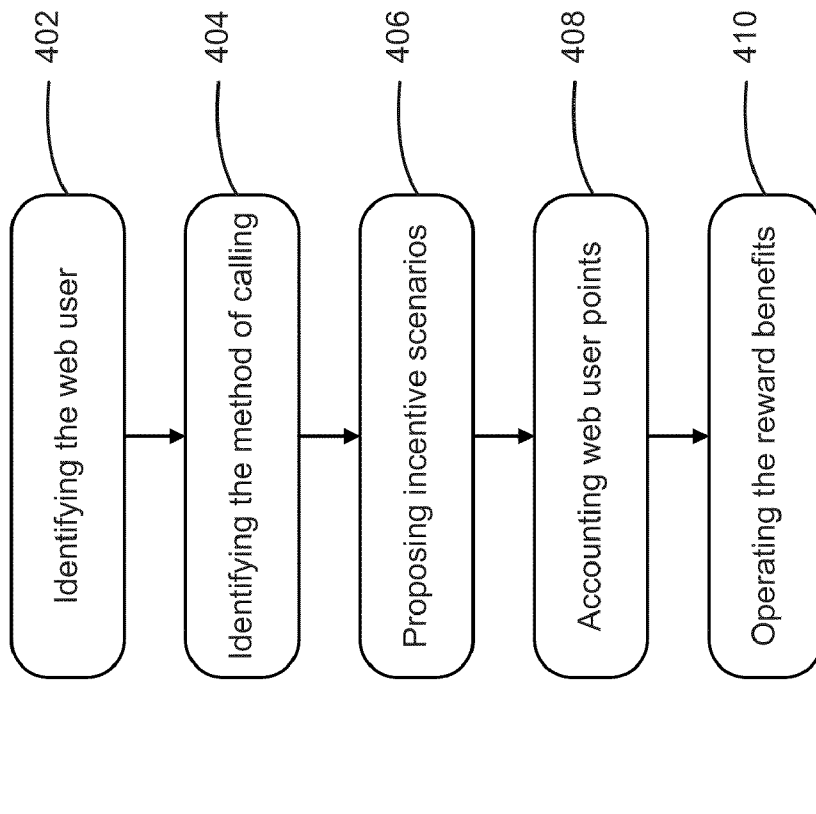 402
Identifying the web user
404
Identifying the method of calling
406
Proposing incentive scenarios
408
Accounting web user points
410
Operating the reward benefits